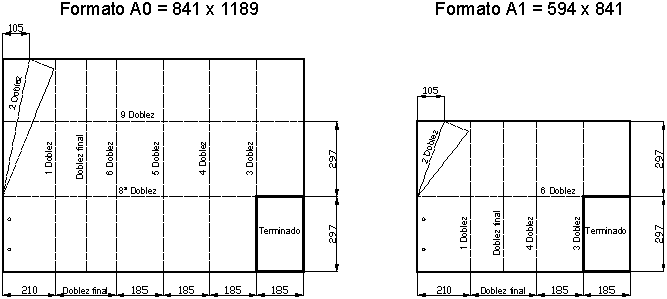 Formato A0 = 841 x 1189
105
2 Doblez
9 Doblez
1 Doblez
Doblez final
6 Doblez
5 Doblez
4 Doblez
3 Doblez
297
8ª Doblez
Terminado
297
210
Doblez final
185
185
185
185
Formato A1 = 594 x 841
105
2 Doblez
297
6 Doblez
1 Doblez
Doblez final
4 Doblez
3 Doblez
Terminado
297
210
Doblez final
185
185